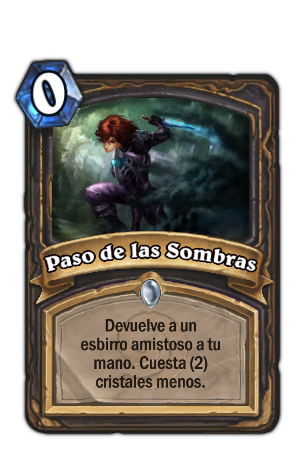 0
Paso de las Sombras
Devuelve a un
esbirro amistoso a tu
mano. Cuesta (2)
cristales menos.